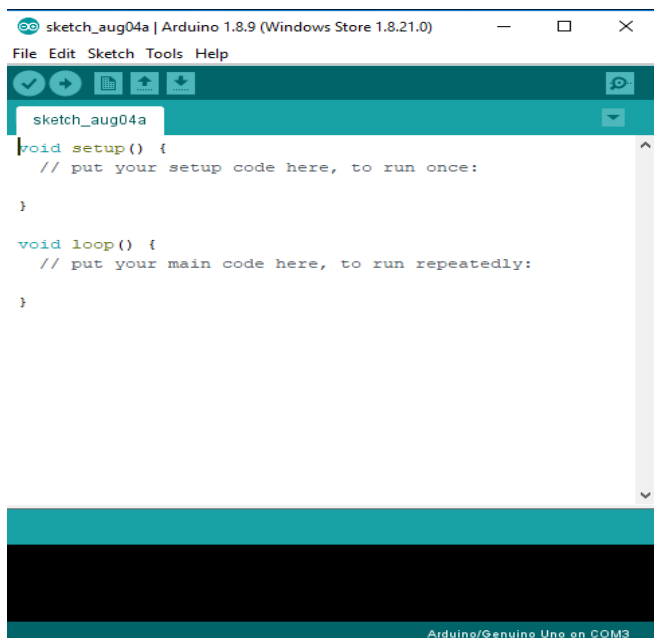 sketch_aug04a | Arduino 1.8.9 (Windows Store 1.8.21.0)
File Edit Sketch Tools Help
sketch_aug04a
void setup() {
  // put your setup code here, to run once:
}
void loop() {
  // put your main code here, to run repeatedly:
}
Arduino/Genuino Uno on COM3